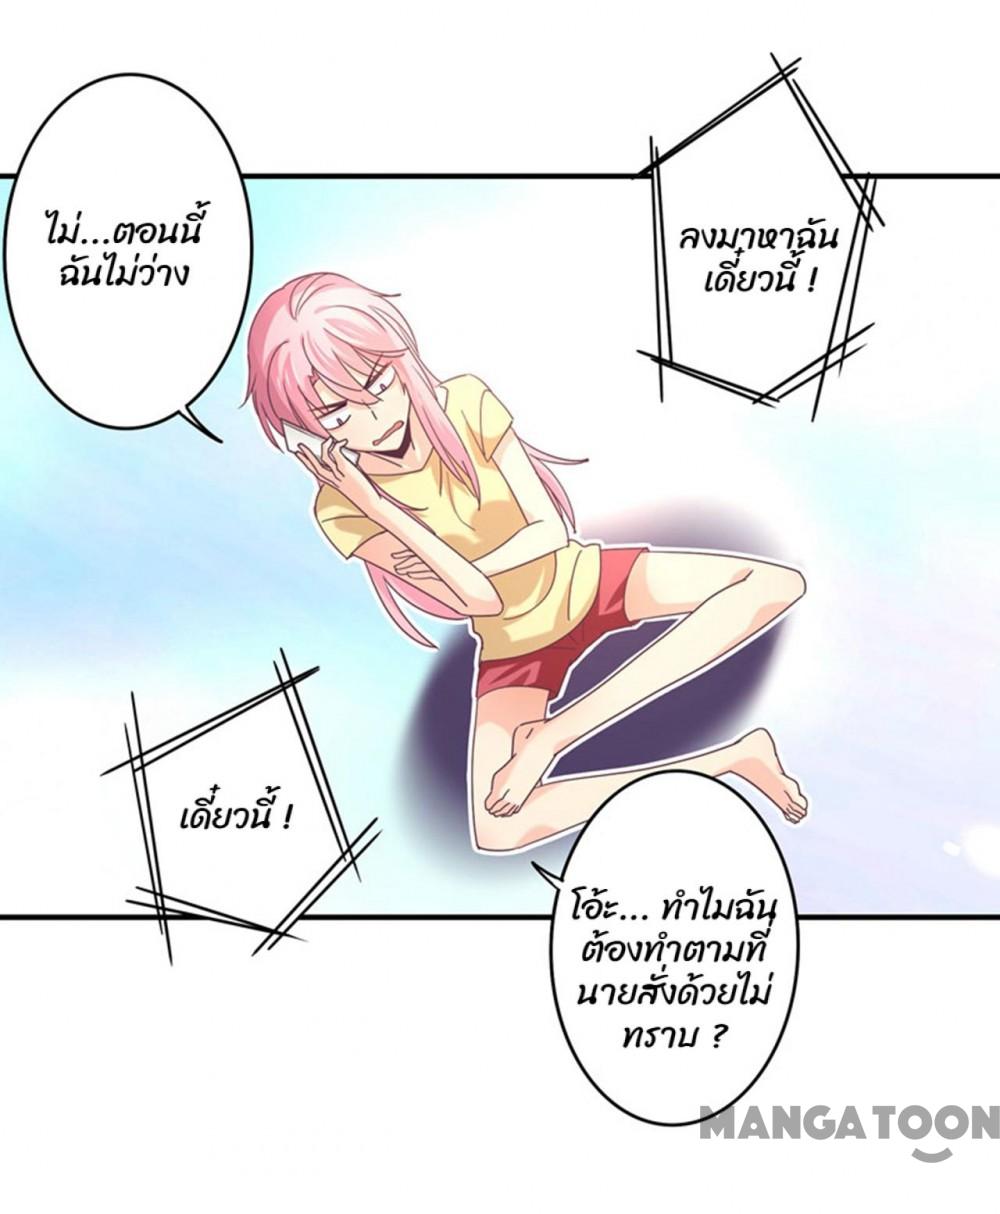 ลงมาหาฉัน
เดี๋ยวนี้ !
ไม่...ตอนนี้
ฉันไม่ว่าง
เดี๋ยวนี้ !
โอ้ะ... ทำไมฉัน
ต้องทำตามที่
นายสั่งด้วยไม่
ทราบ ?
MANGATOON